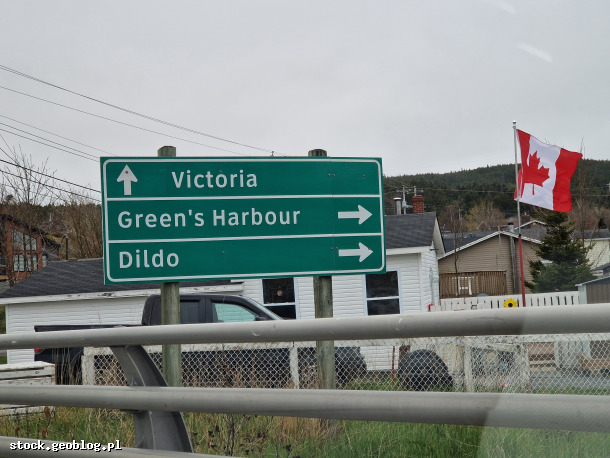 Victoria
Green's Harbour
Dildo
stock.geoblog.pl